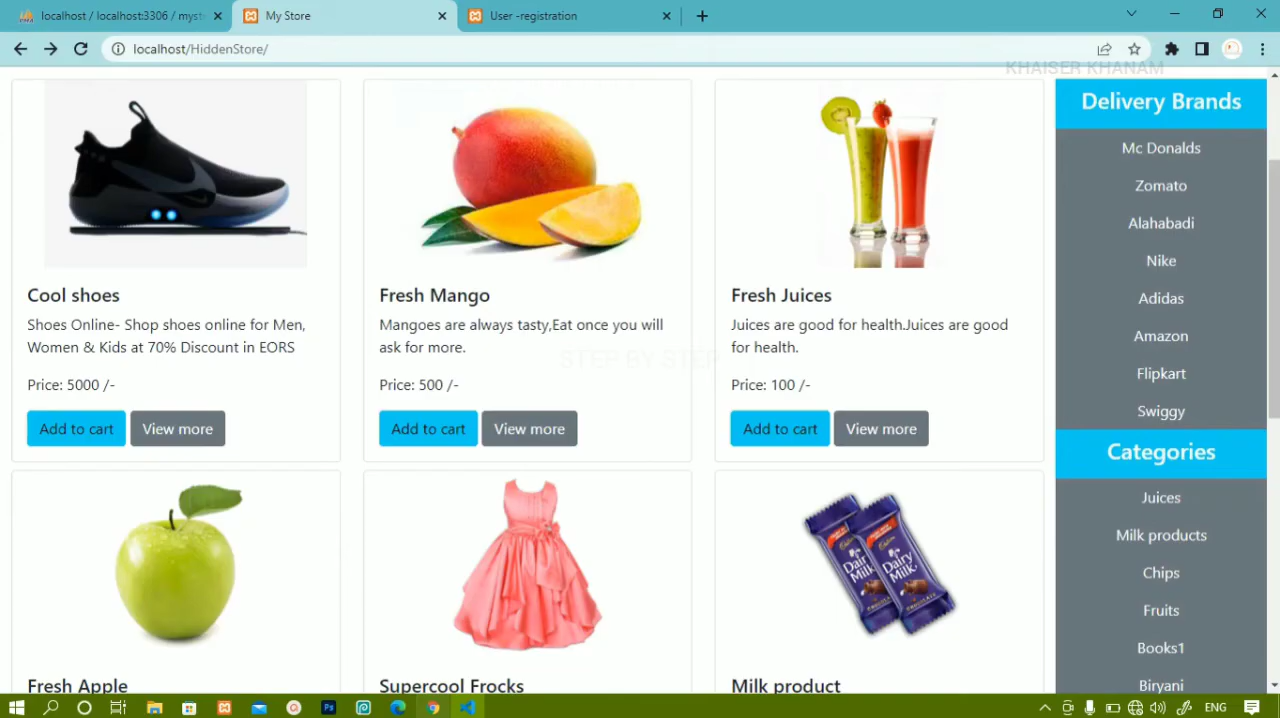 localhost / localhost:3306 / myst
My Store
User -registration
localhost/HiddenStore/
KHAISER KHANAM
Cool shoes
Shoes Online- Shop shoes online for Men,
Women & Kids at 70% Discount in EORS
Price: 5000 /-
Add to cart
View more
Fresh Mango
Mangoes are always tasty,Eat once you will
ask for more.
Price: 500 /-
Add to cart
View more
Fresh Juices
Juices are good for health.Juices are good
for health.
Price: 100 /-
Add to cart
View more
STEP BY STEP
Fresh Apple
Supercool Frocks
Dairy
Milk
Dairy
Milk
Milk product
Delivery Brands
Mc Donalds
Zomato
Alahabadi
Nike
Adidas
Amazon
Flipkart
Swiggy
Categories
Juices
Milk products
Chips
Fruits
Books1
Biryani
Ps
ENG